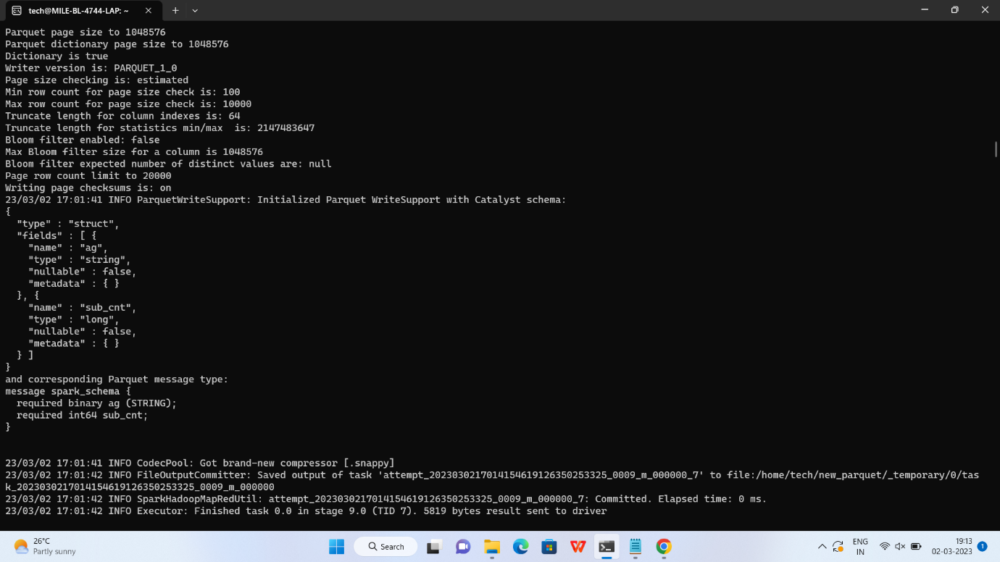 tech@MILE-BL-4744-LAP: ~
Parquet page size to 1048576
Parquet dictionary page size to 1048576
Dictionary is true
Writer version is: PARQUET_1_0
Page size checking is: estimated
Min row count for page size check is: 100
Max row count for page size check is: 10000
Truncate length for column indexes is: 64
Truncate length for statistics min/max  is: 2147483647
Bloom filter enabled: false
Max Bloom filter size for a column is 1048576
Bloom filter expected number of distinct values are: null
Page row count limit to 20000
Writing page checksums is: on
23/03/02 17:01:41 INFO ParquetWriteSupport: Initialized Parquet WriteSupport with Catalyst schema:
{
  "type" : "struct",
  "fields" : [ {
    "name" : "ag",
    "type" : "string",
    "nullable" : false,
    "metadata" : { }
  }, {
    "name" : "sub_cnt",
    "type" : "long",
    "nullable" : false,
    "metadata" : { }
  } ]
}
and corresponding Parquet message type:
message spark_schema {
  required binary ag (STRING);
  required int64 sub_cnt;
}
23/03/02 17:01:41 INFO CodecPool: Got brand-new compressor [.snappy]
23/03/02 17:01:42 INFO FileOutputCommitter: Saved output of task 'attempt_202303021701415461912635025​3325_0009_m_000000_7' to file:/home/tech/new_parquet/_temporary/0/tas
k_2023030217014154619126350253325_0009_m_000000
23/03/02 17:01:42 INFO SparkHadoopMapRedUtil: attempt_2023030217014154619126350253325_0009_m_000000_7: Committed. Elapsed time: 0 ms.
23/03/02 17:01:42 INFO Executor: Finished task 0.0 in stage 9.0 (TID 7). 5819 bytes result sent to driver
26°C
Partly sunny
Search
ENG
IN
19:13
02-03-2023
1